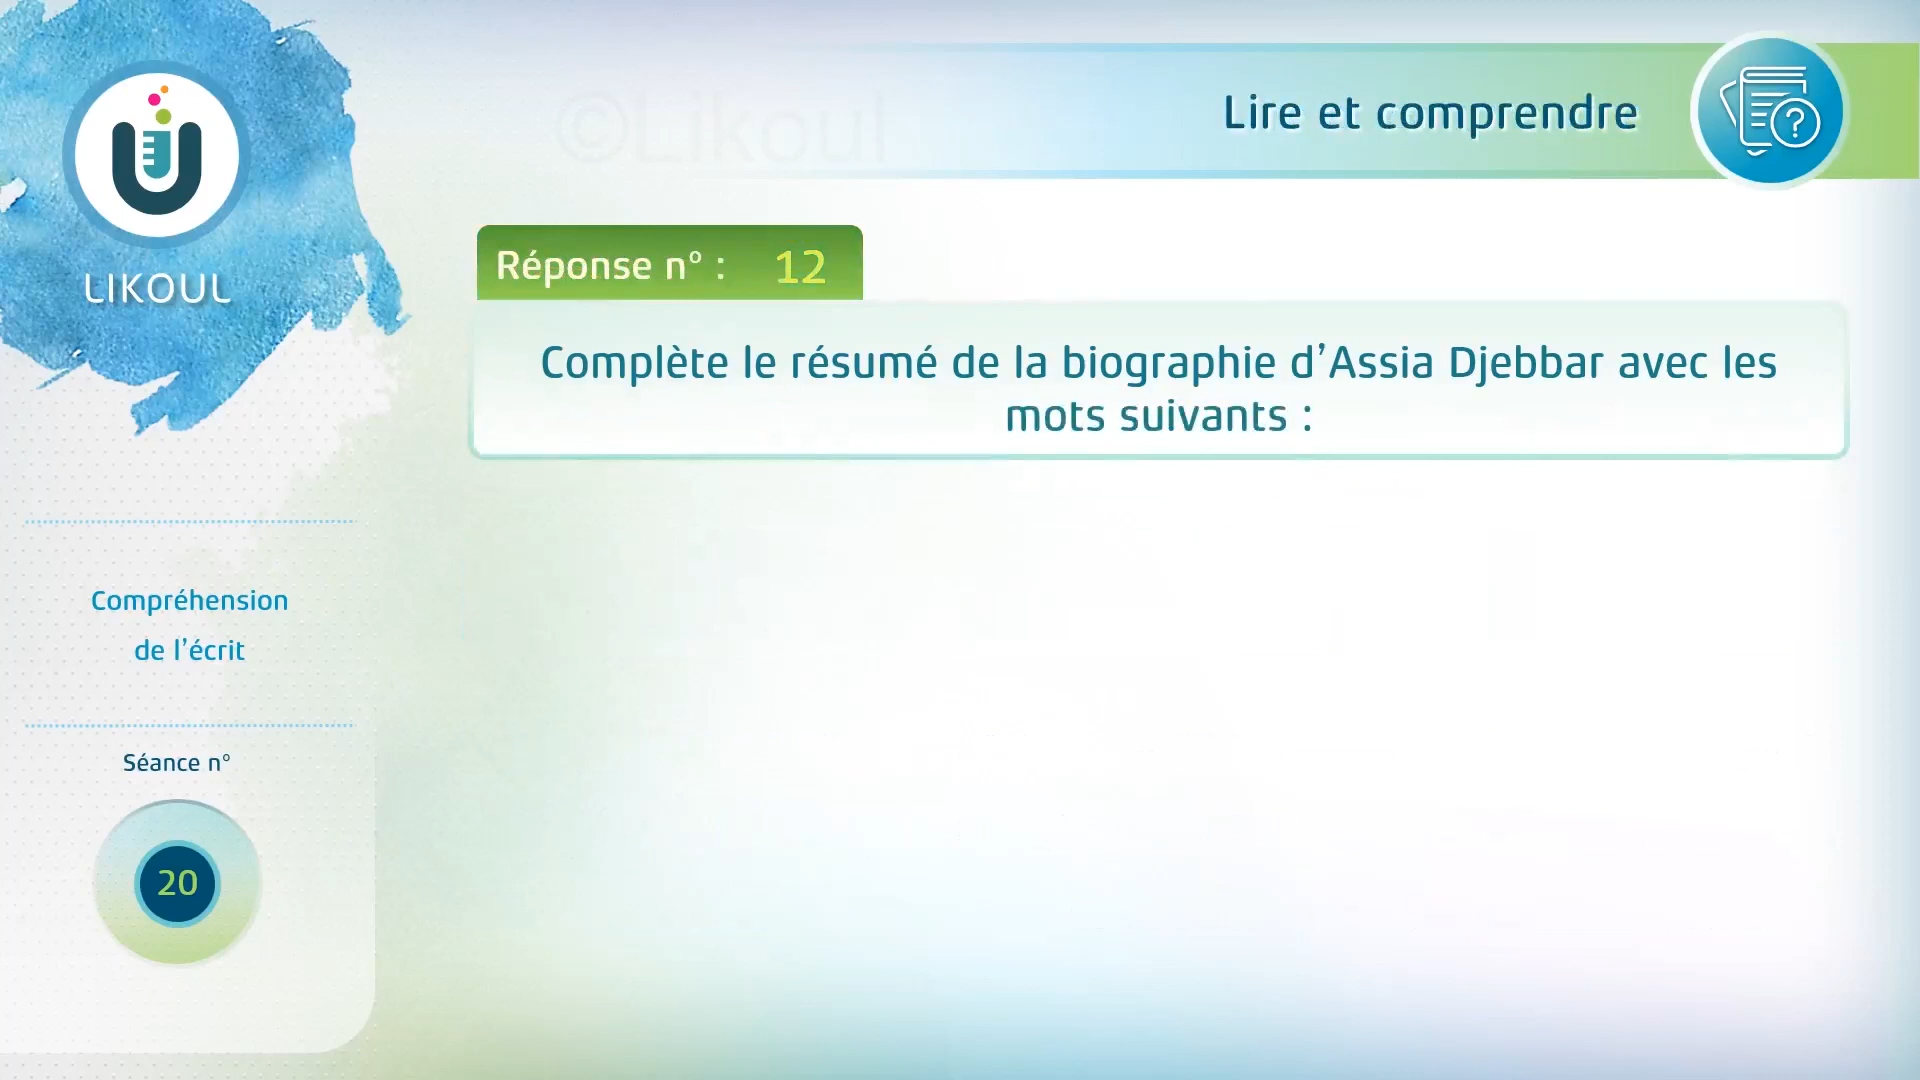 ©Likoul
Lire et comprendre
LIKOUL
Réponse n° : 12
Complète le résumé de la biographie d’Assia Djebbar avec les
mots suivants :
Compréhension
de l’écrit
Séance n°
20